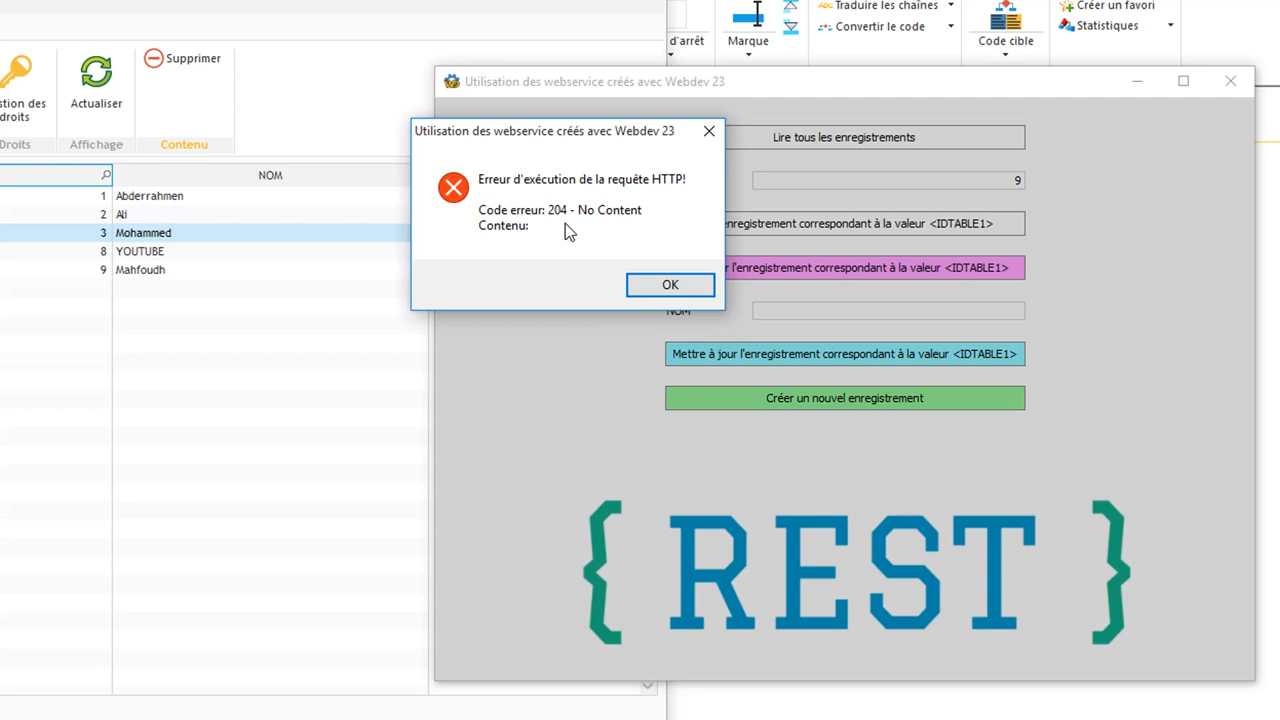 Traduire les chaînes
Créer un favori
Convertir le code
Statistiques
d'arrêt
Marque
Code cible
Supprimer
stion des
droits
Actualiser
Droits
Affichage
Contenu
NOM
1 Abderrahmen
2 Ali
3 Mohammed
8 YOUTUBE
9 Mahfoudh
Utilisation des webservice créés avec Webdev 23
Utilisation des webservice créés avec Webdev 23
Erreur d'exécution de la requête HTTP!
Code erreur: 204 - No Content
Contenu:
OK
Lire tous les enregistrements
9
enregistrement correspondant à la valeur <IDTABLE1>
r l'enregistrement correspondant à la valeur <IDTABLE1>
NOM
Mettre à jour l'enregistrement correspondant à la valeur <IDTABLE1>
Créer un nouvel enregistrement
{ REST }